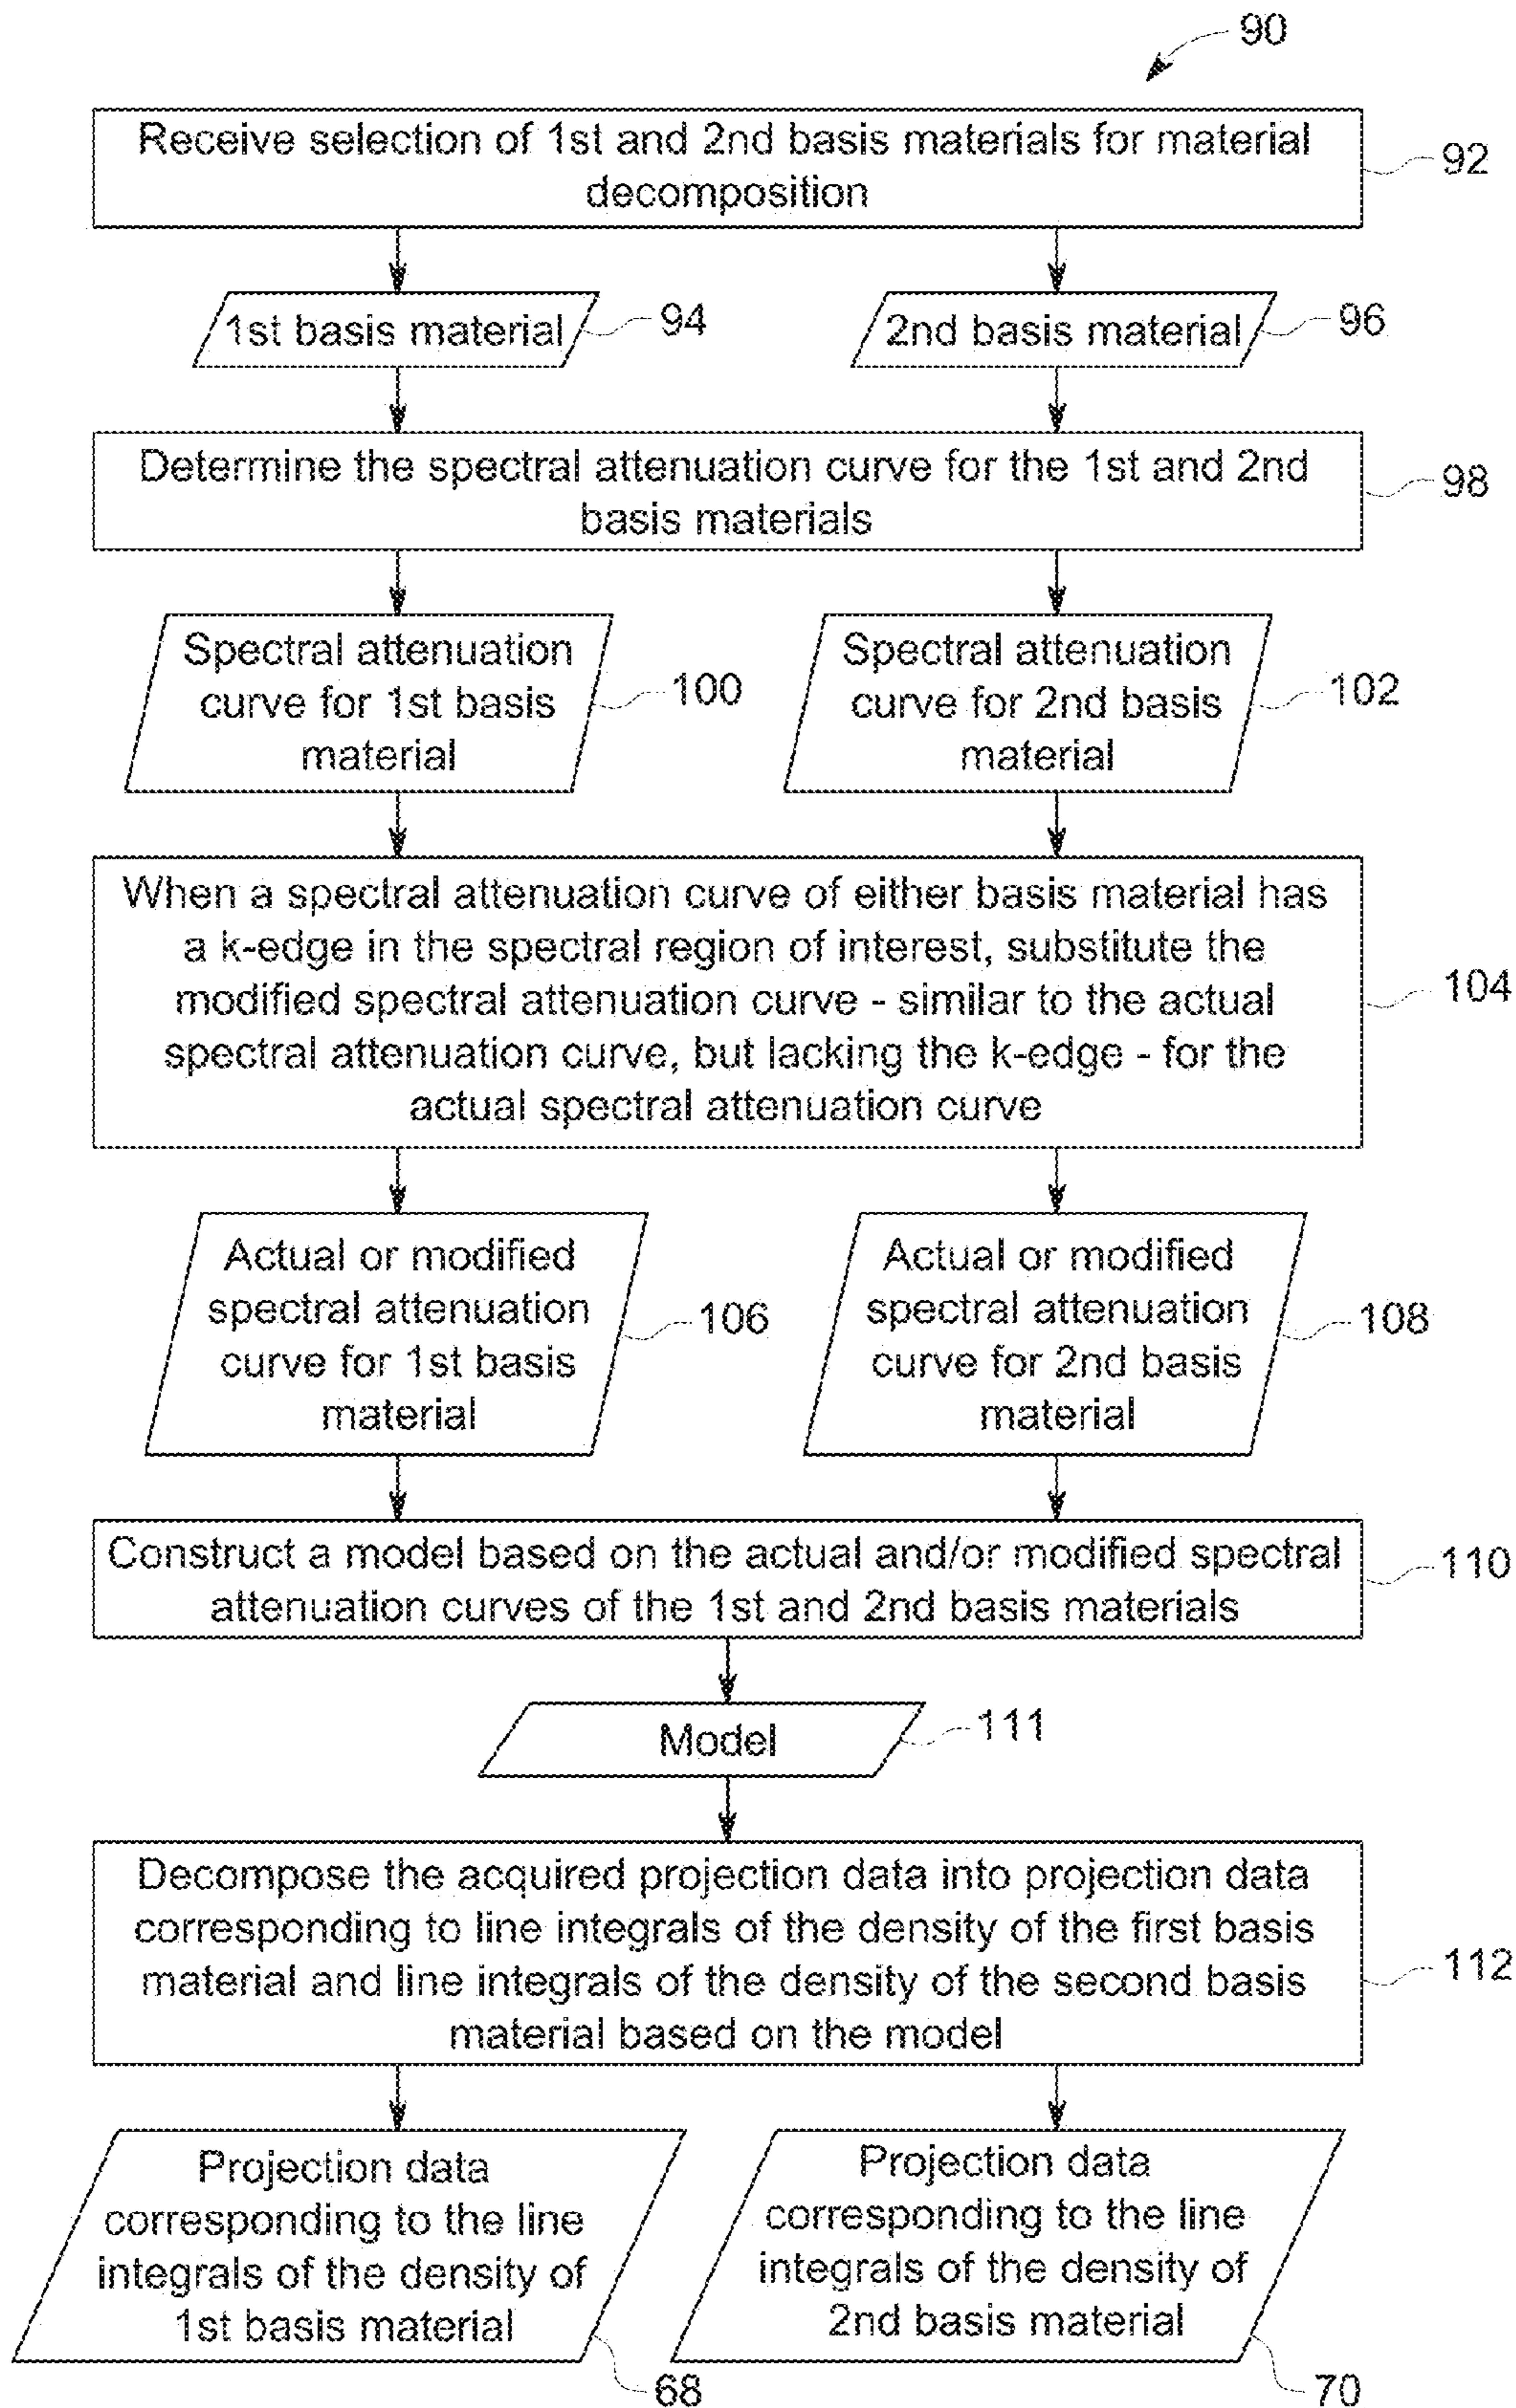 90
Receive selection of 1st and 2nd basis materials for material
decomposition
92
1st basis material
94
2nd basis material
96
Determine the spectral attenuation curve for the 1st and 2nd
basis materials
98
Spectral attenuation
curve for 1st basis
material
100
Spectral attenuation
curve for 2nd basis
material
102
When a spectral attenuation curve of either basis material has
a k-edge in the spectral region of interest, substitute the
modified spectral attenuation curve - similar to the actual
spectral attenuation curve, but lacking the k-edge - for the
actual spectral attenuation curve
104
Actual or modified
spectral attenuation
curve for 1st basis
material
106
Actual or modified
spectral attenuation
curve for 2nd basis
material
108
Construct a model based on the actual and/or modified spectral
attenuation curves of the 1st and 2nd basis materials
110
Model
111
Decompose the acquired projection data into projection data
corresponding to line integrals of the density of the first basis
material and line integrals of the density of the second basis
material based on the model
112
Projection data
corresponding to the line
integrals of the density of
1st basis material
68
Projection data
corresponding to the line
integrals of the density of
2nd basis material
70